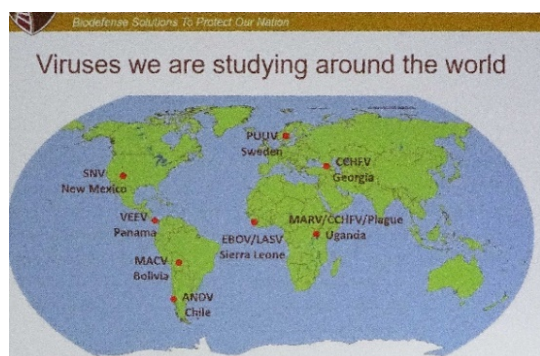 Biodefense Solutions To Protect Our Nation
Viruses we are studying around the world
PUUV
Sweden
CCHFV
Georgia
SNV
New Mexico
VEEV
Panama
MARV/CCHFV/Plague
Uganda
EBOV/LASV
Sierra Leone
MACV
Bolivia
ANDV
Chile